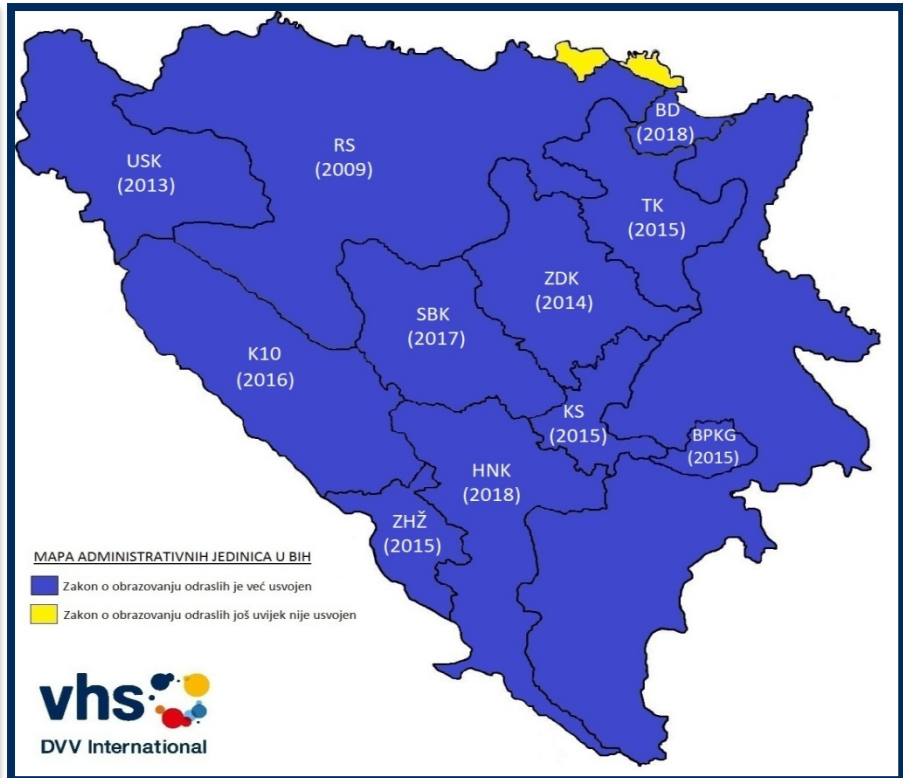 BD
(2018)
RS
(2009)
USK
(2013)
TK
(2015)
ZDK
(2014)
SBK
(2017)
K10
(2016)
KS
(2015)
BPKG
(2015)
HNK
(2018)
ZHŽ
(2015)
MAPA ADMINISTRATIVNIH JEDINICA U BIH
Zakon o obrazovanju odraslih je već usvojen
Zakon o obrazovanju odraslih još uvijek nije usvojen
vhs
DVV International